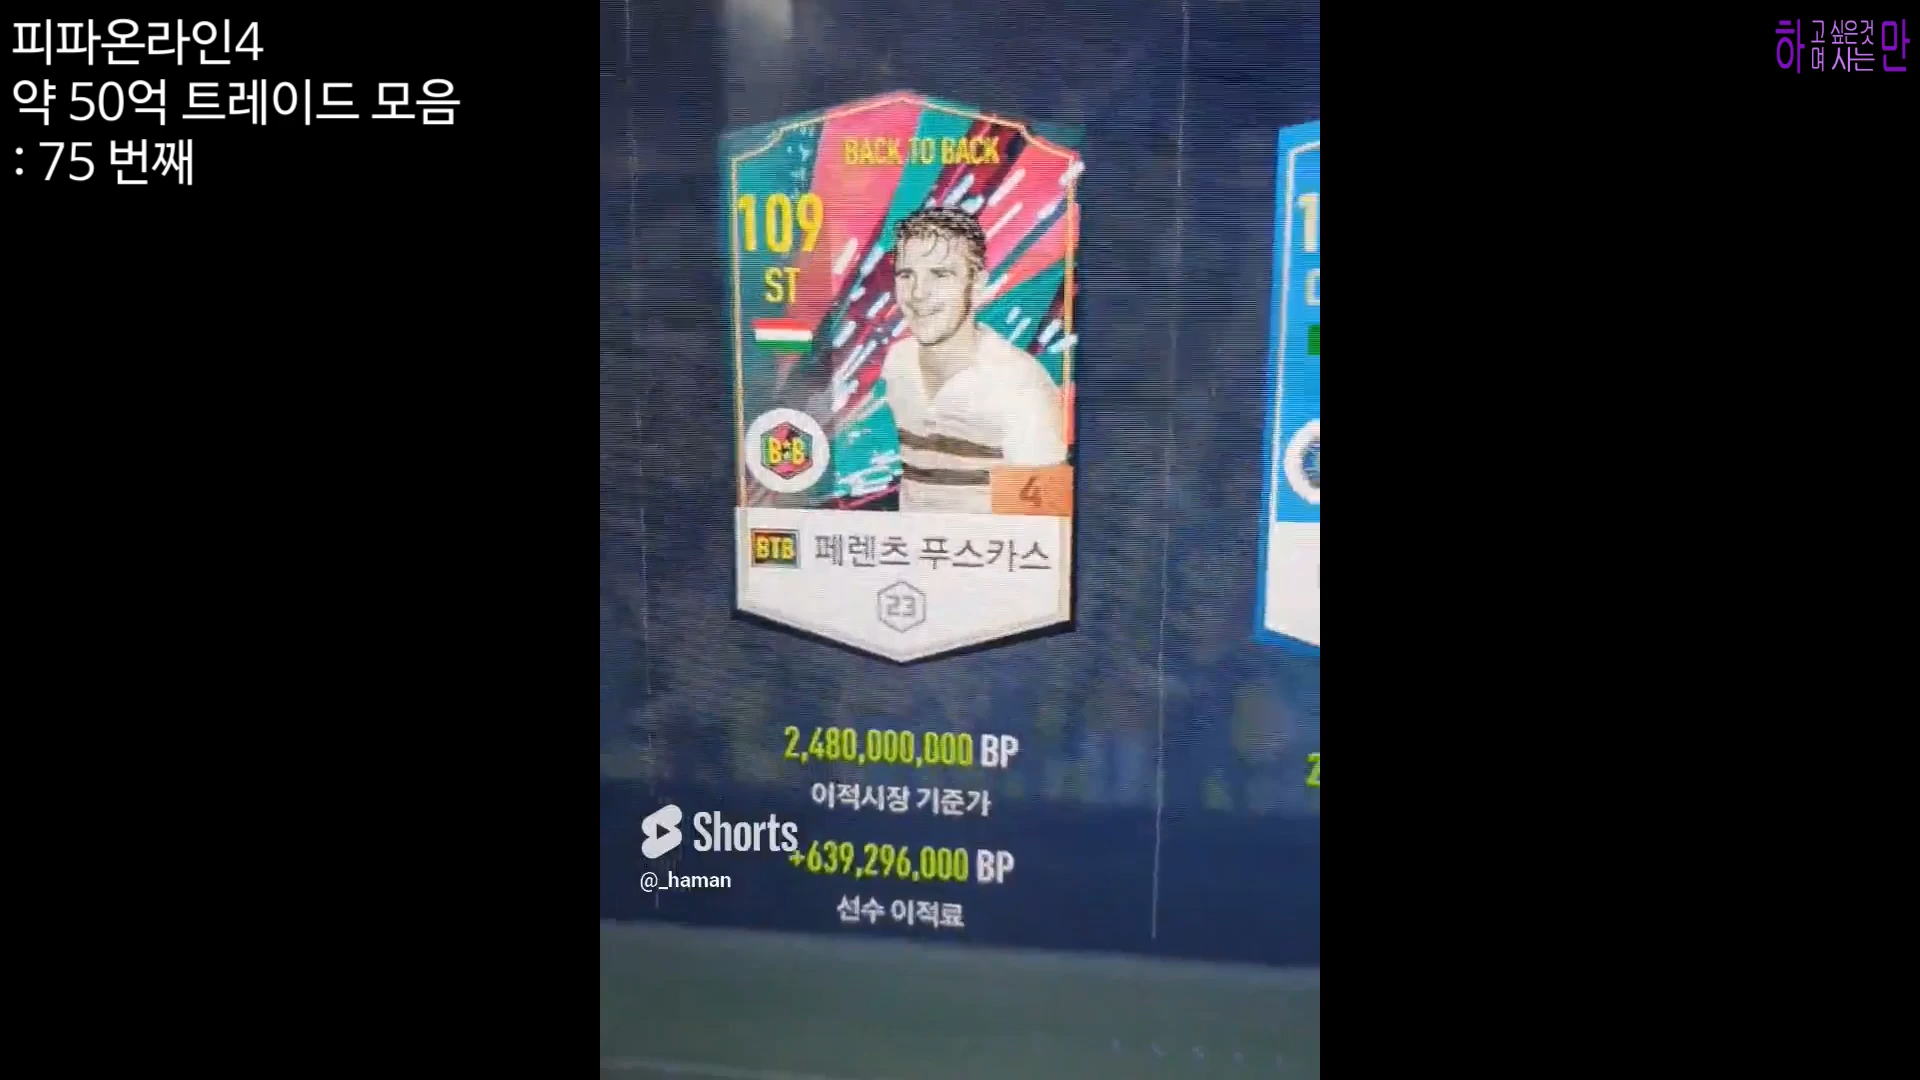 피파온라인4
약 50억 트레이드 모음
: 75 번째
하고 싶은것
며 사는 만
BACK TO BACK
109
ST
B★B
4
BTB 페렌츠 푸스카스
23
2,480,000,000 BP
이적시장 기준가
Shorts
+639,296,000 BP
@_haman
선수 이적료